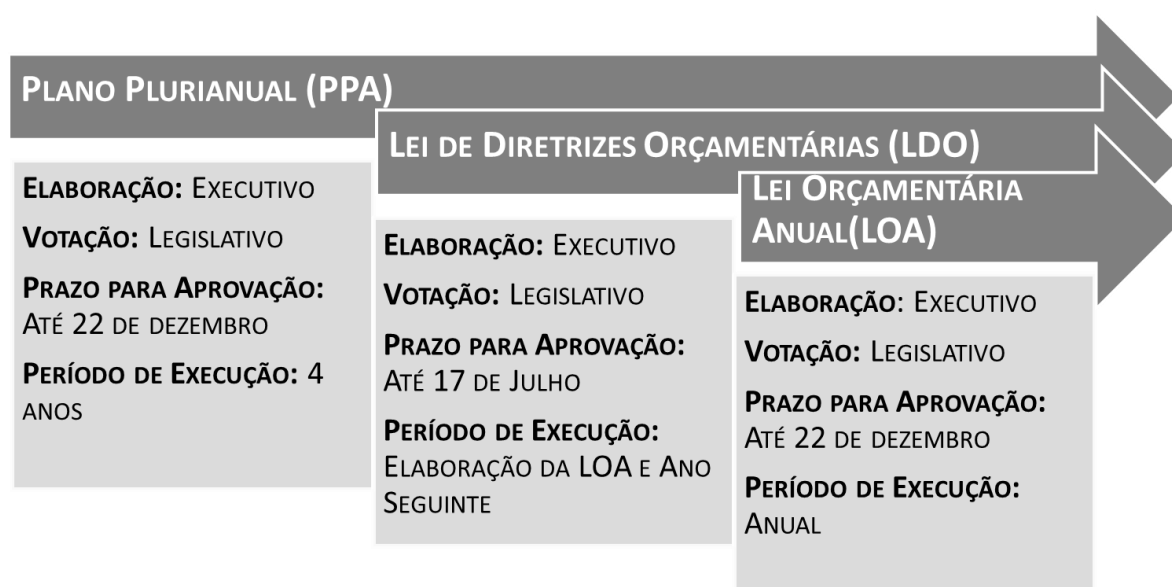 PLANO PLURIANUAL (PPA)
LEI DE DIRETRIZES ORÇAMENTÁRIAS (LDO)
LEI ORÇAMENTÁRIA
ANUAL(LOA)
ELABORAÇÃO: EXECUTIVO
VOTAÇÃO: LEGISLATIVO
PRAZO PARA APROVAÇÃO:
ATÉ 22 DE DEZEMBRO
PERÍODO DE EXECUÇÃO: 4
ANOS
ELABORAÇÃO: EXECUTIVO
VOTAÇÃO: LEGISLATIVO
PRAZO PARA APROVAÇÃO:
ATÉ 17 DE JULHO
PERÍODO DE EXECUÇÃO:
ELABORAÇÃO DA LOA E ANO
SEGUINTE
ELABORAÇÃO: EXECUTIVO
VOTAÇÃO: LEGISLATIVO
PRAZO PARA APROVAÇÃO:
ATÉ 22 DE DEZEMBRO
PERÍODO DE EXECUÇÃO:
ANUAL